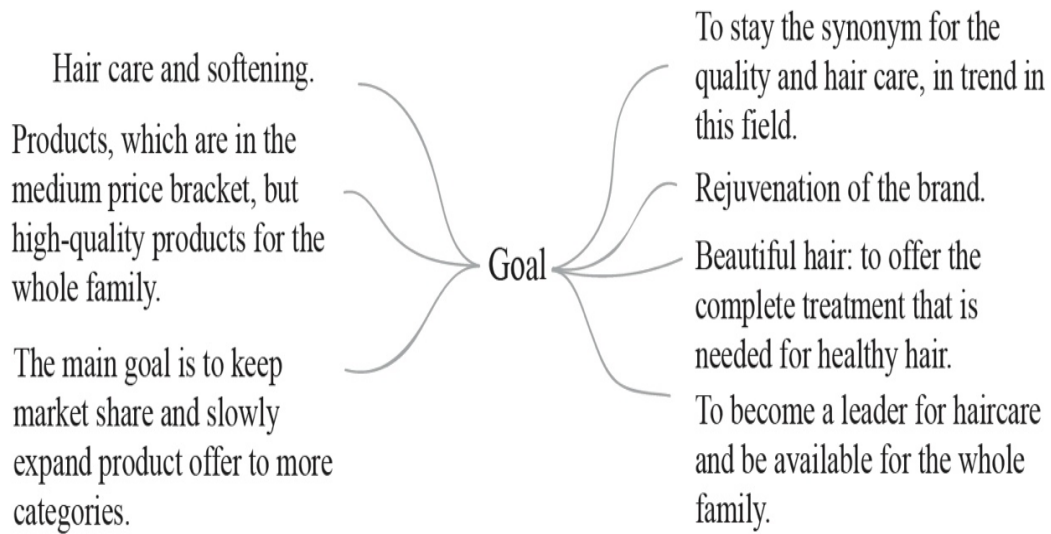 Hair care and softening.
Products, which are in the
medium price bracket, but
high-quality products for the
whole family.
The main goal is to keep
market share and slowly
expand product offer to more
categories.
Goal
To stay the synonym for the
quality and hair care, in trend in
this field.
Rejuvenation of the brand.
Beautiful hair: to offer the
complete treatment that is
needed for healthy hair.
To become a leader for haircare
and be available for the whole
family.